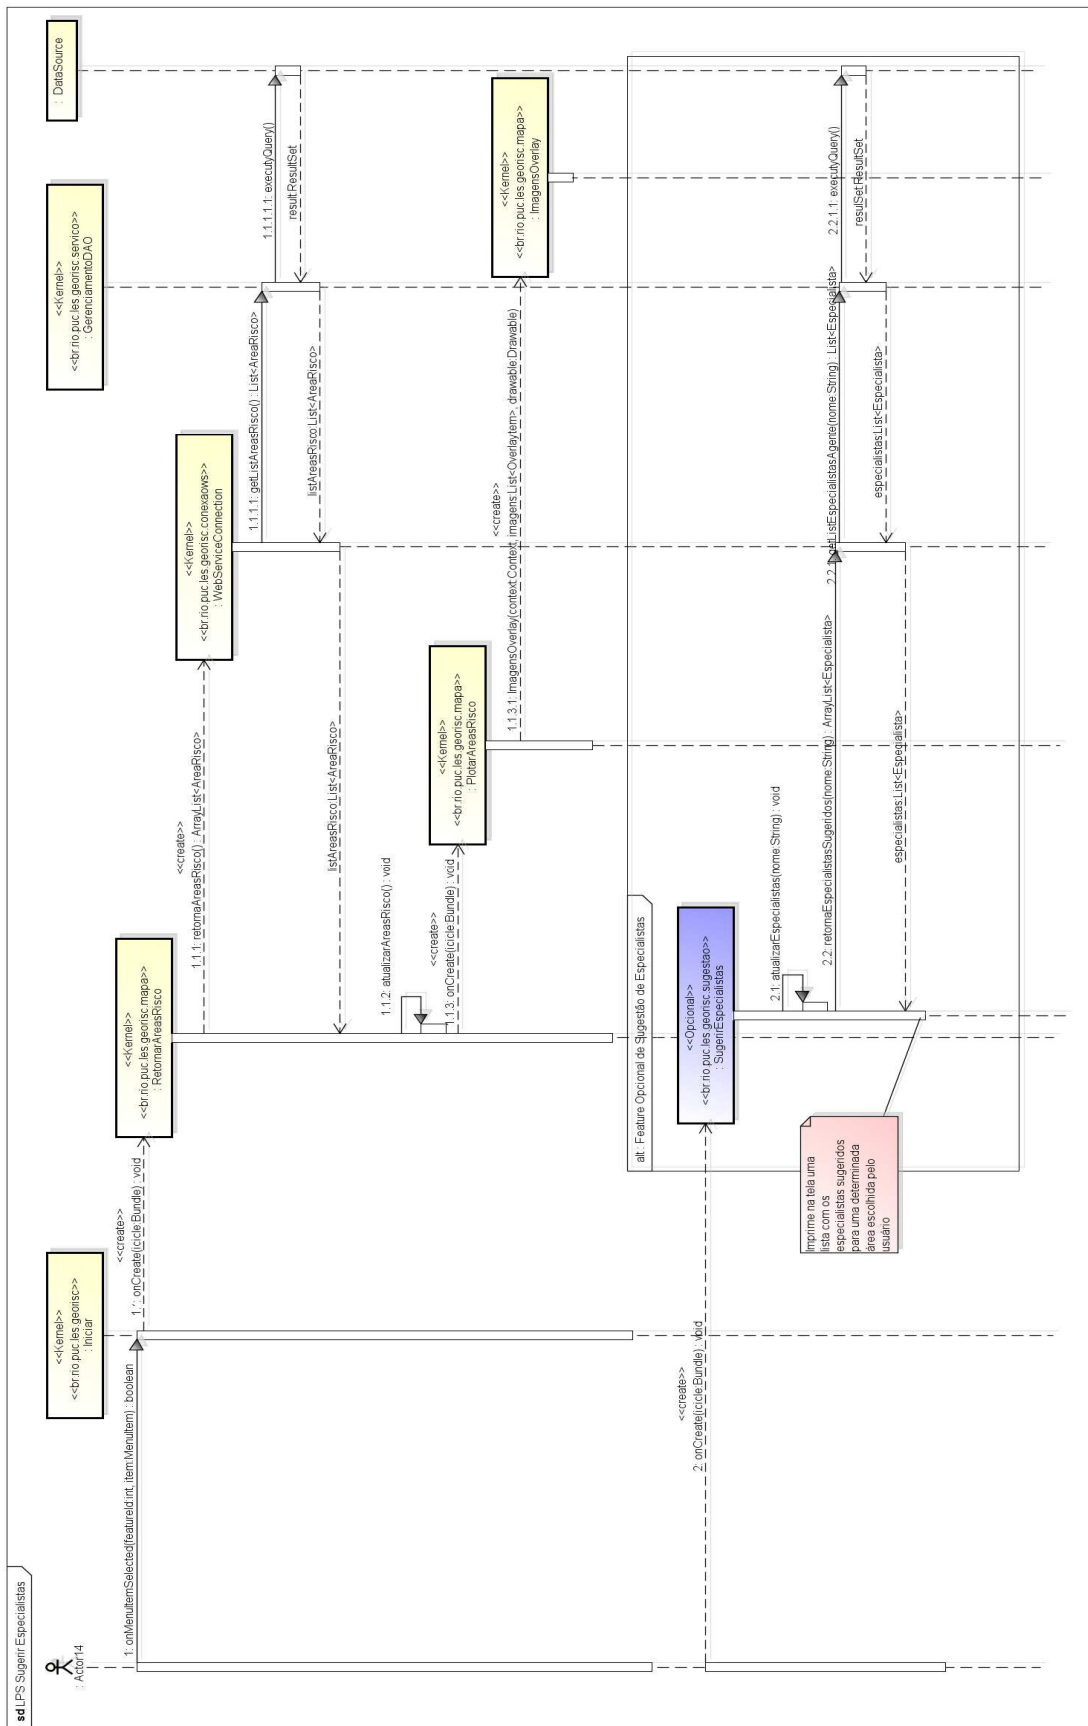 sd LPS Sugerir Especialistas
: Actor14
<<Kernel>>
<<br.rio.puc.les.georisc>>
: Iniciar
<<Kernel>>
<<br.rio.puc.les.georisc.mapa>>
: RetornarAreasRisco
<<Kernel>>
<<br.rio.puc.les.georisc.conexaows>>
: WebServiceConnection
<<Kernel>>
<<br.rio.puc.les.georisc.servico>>
: GerenciamentoDAO
: DataSource
1: onMenuItemSelected(featureId:int, item:MenuItem) : boolean
<<create>>
1.1: onCreate(icicle:Bundle) : void
<<create>>
1.1.1: retornaAreasRisco() : ArrayList<AreaRisco>
1.1.1.1: getListAreasRisco() : List<AreaRisco>
1.1.1.1.1: executyQuery()
result:ResultSet
listAreasRisco:List<AreaRisco>
listAreasRisco:List<AreaRisco>
1.1.2: atualizarAreasRisco() : void
<<create>>
1.1.3: onCreate(icicle:Bundle) : void
<<Kernel>>
<<br.rio.puc.les.georisc.mapa>>
: PlotarAreasRisco
<<create>>
1.1.3.1: ImagensOverlay(context:Context, imagens:List<OverlayItem>, drawable:Drawable)
<<Kernel>>
<<br.rio.puc.les.georisc.mapa>>
: ImagensOverlay
alt : Feature Opcional de Sugestão de Especialistas
<<create>>
2: onCreate(icicle:Bundle) : void
<<Opcional>>
<<br.rio.puc.les.georisc.sugestao>>
: SugerirEspecialistas
2.1: atualizarEspecialistas(nome:String) : void
2.2: retornaEspecialistasSugeridos(nome:String) : ArrayList<Especialista>
2.2.1: getListEspecialistasAgente(nome:String) : List<Especialista>
2.2.1.1: executyQuery()
resulSet:ResultSet
especialistas:List<Especialista>
especialistas:List<Especialista>
Imprime na tela uma
lista com os
especialistas sugeridos
para uma determinada
área escolhida pelo
usuário